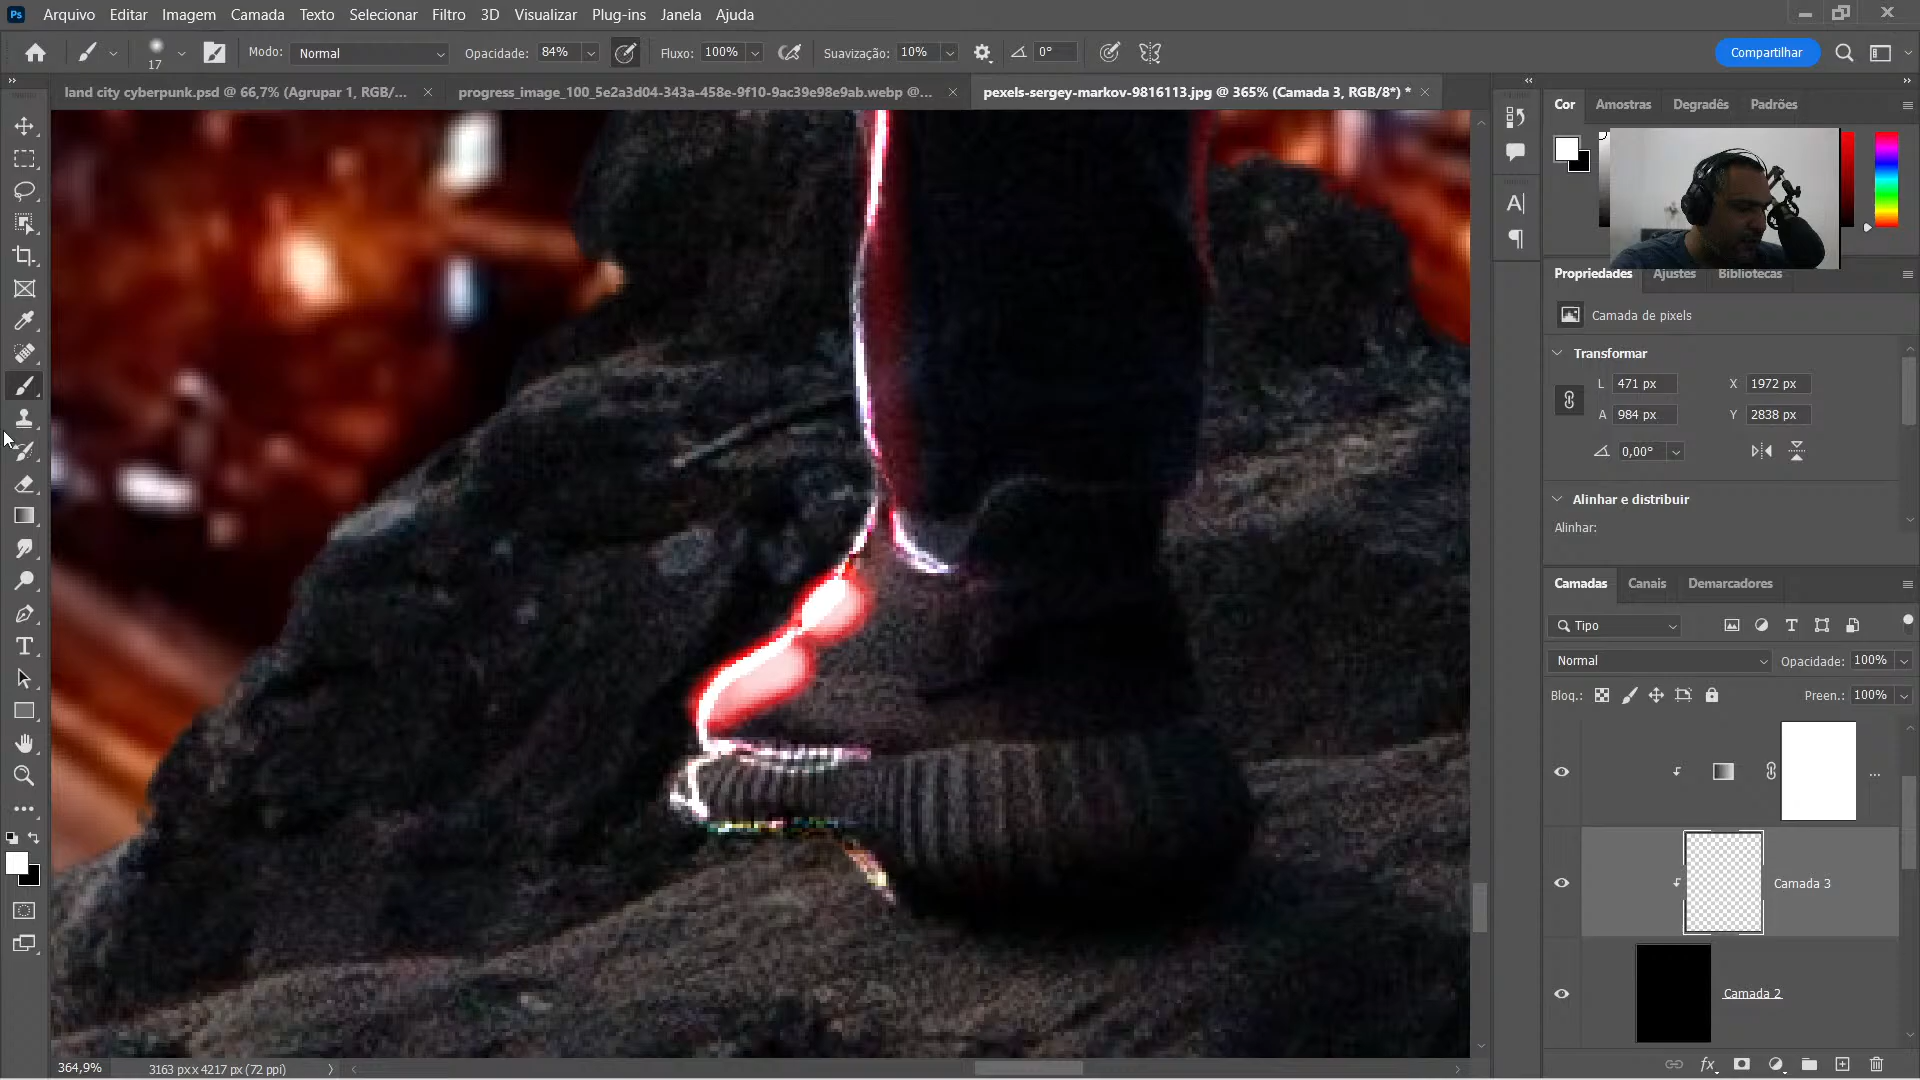 Ps Arquivo Editar Imagem Camada Texto Selecionar Filtro 3D Visualizar Plug-ins Janela Ajuda
17 Modo: Normal Opacidade: 84% Fluxo: 100% Suavização: 10% 0° Compartilhar
land city cyberpunk.psd @ 66,7% (Agrupar 1, RGB/... progress_image_100_5e2a3d04-343a-458e-9f10-9ac39e98e9ab.webp @... pexels-sergey-markov-9816113.jpg @ 365% (Camada 3, RGB/8*) *
Cor Amostras Degradês Padrões
Propriedades Ajustes Bibliotecas
Camada de pixels
Transformar
L 471 px X 1972 px
A 984 px Y 2838 px
0,00°
Alinhar e distribuir
Alinhar:
Camadas Canais Demarcadores
Tipo
Normal Opacidade: 100%
Bloq.: Preen.: 100%
...
Camada 3
Camada 2
fx
364,9% 3163 px x 4217 px (72 ppi)